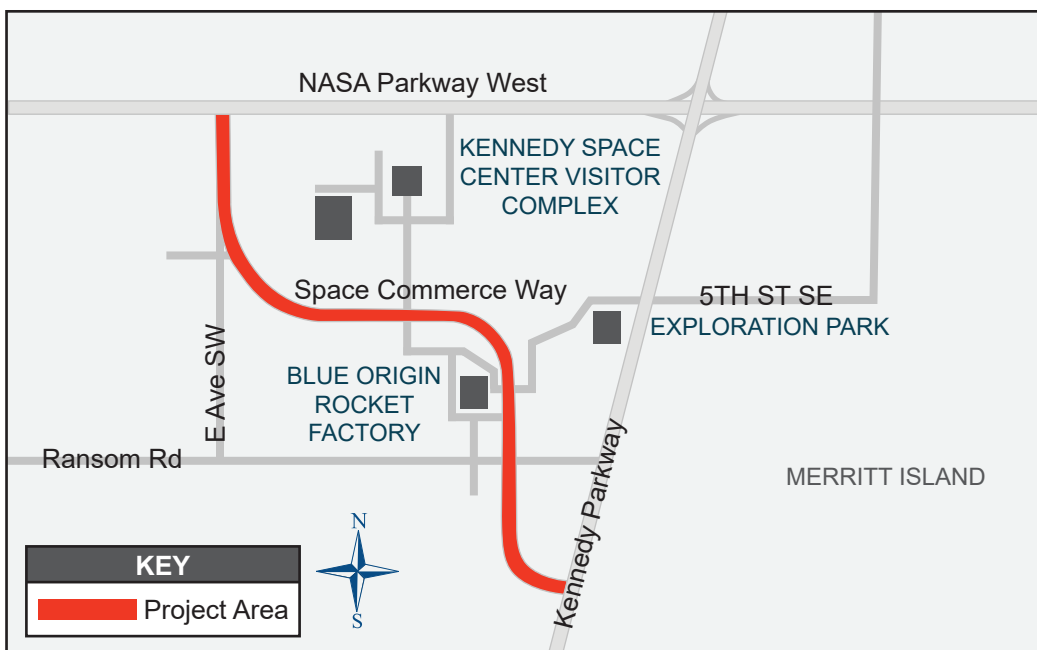 NASA Parkway West
KENNEDY SPACE
CENTER VISITOR
COMPLEX
Space Commerce Way
5TH ST SE
EXPLORATION PARK
E Ave SW
BLUE ORIGIN
ROCKET
FACTORY
Ransom Rd
Kennedy Parkway
MERRITT ISLAND
N
S
KEY
Project Area